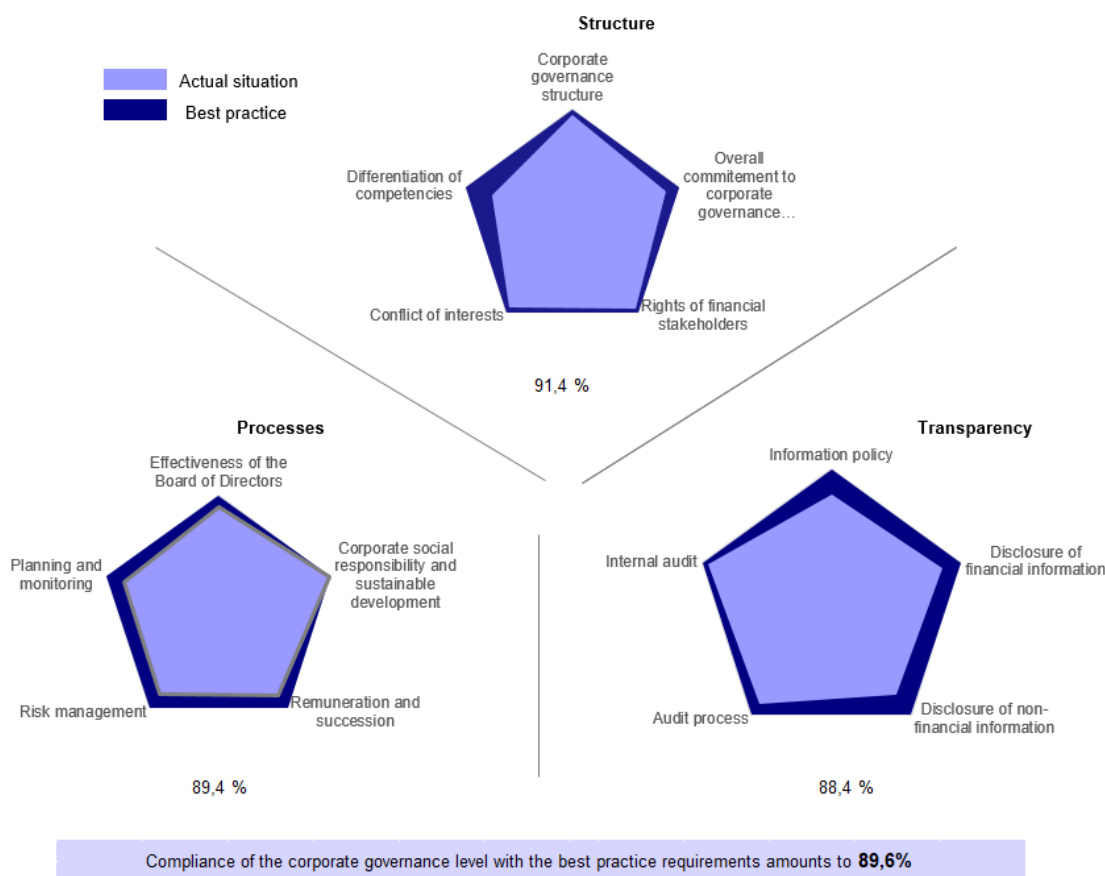 Structure
Actual situation
Best practice
Corporate
governance
structure
Differentiation of
competencies
Overall
commitement to
corporate
governance...
Conflict of interests
Rights of financial
stakeholders
91,4 %
Processes
Effectiveness of the
Board of Directors
Planning and
monitoring
Corporate social
responsibility and
sustainable
development
Risk management
Remuneration and
succession
89,4 %
Transparency
Information policy
Internal audit
Disclosure of
financial information
Audit process
Disclosure of non-
financial information
88,4 %
Compliance of the corporate governance level with the best practice requirements amounts to 89,6%